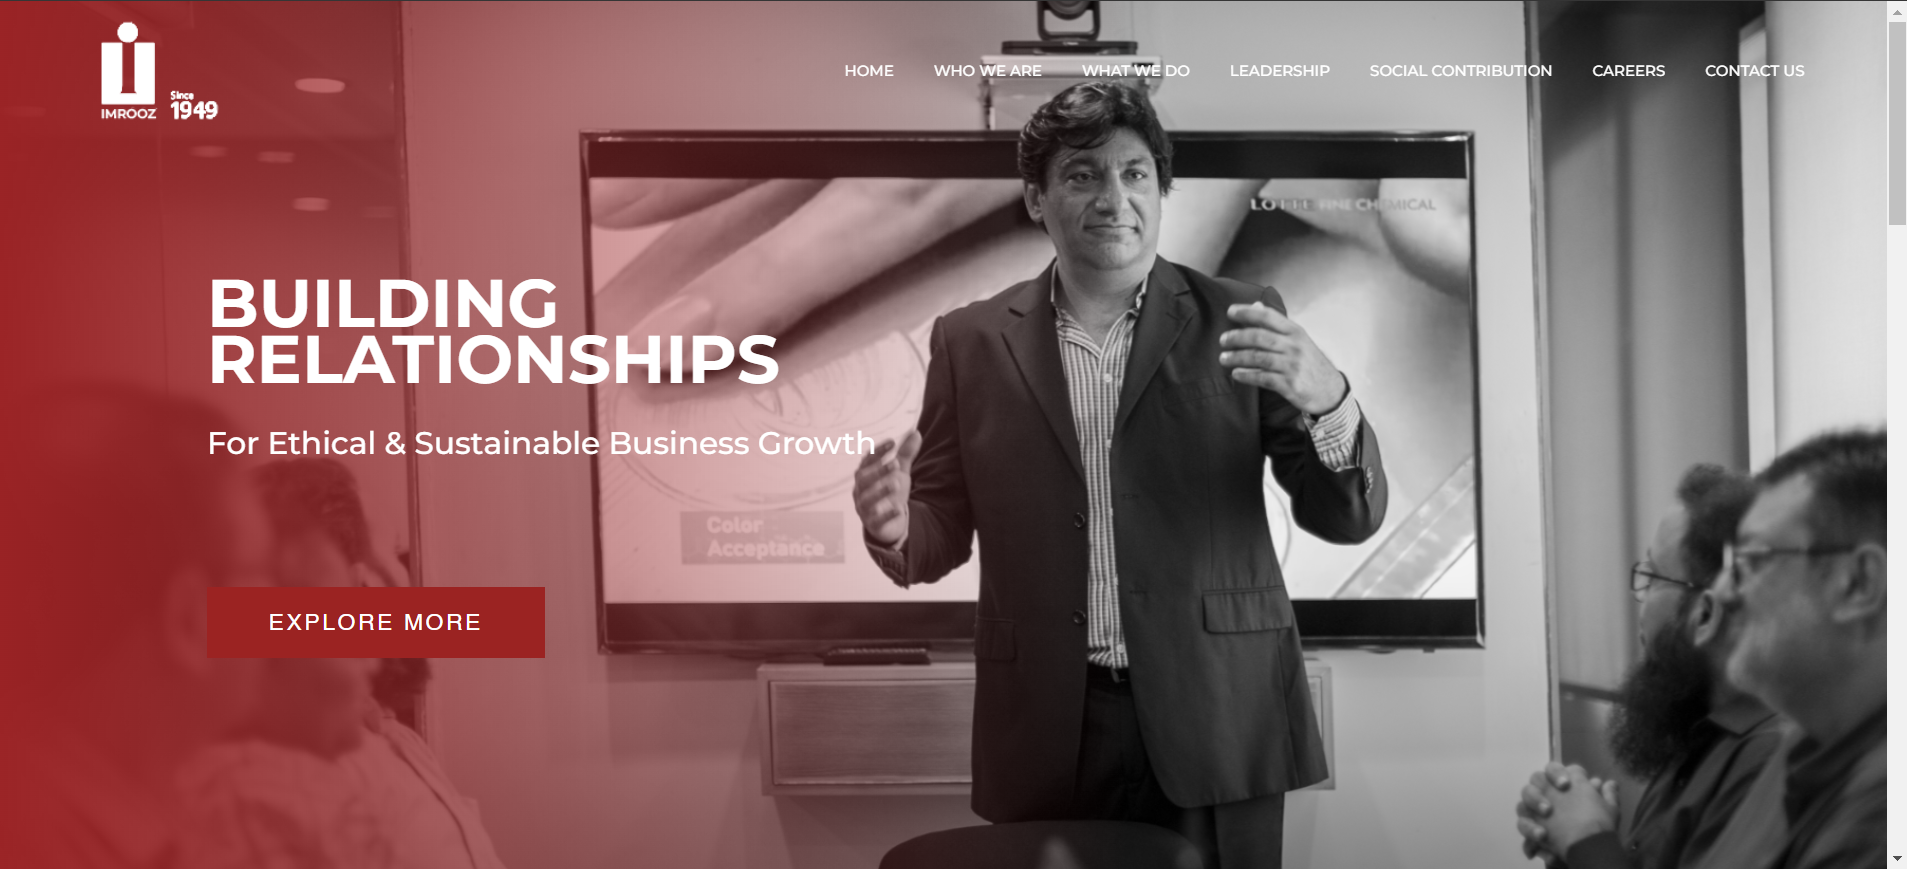 IMROOZ
Since
1949
HOME WHO WE ARE WHAT WE DO LEADERSHIP SOCIAL CONTRIBUTION CAREERS CONTACT US
LOTTE FINE CHEMICAL
BUILDING
RELATIONSHIPS
For Ethical & Sustainable Business Growth
Color
Acceptance
EXPLORE MORE